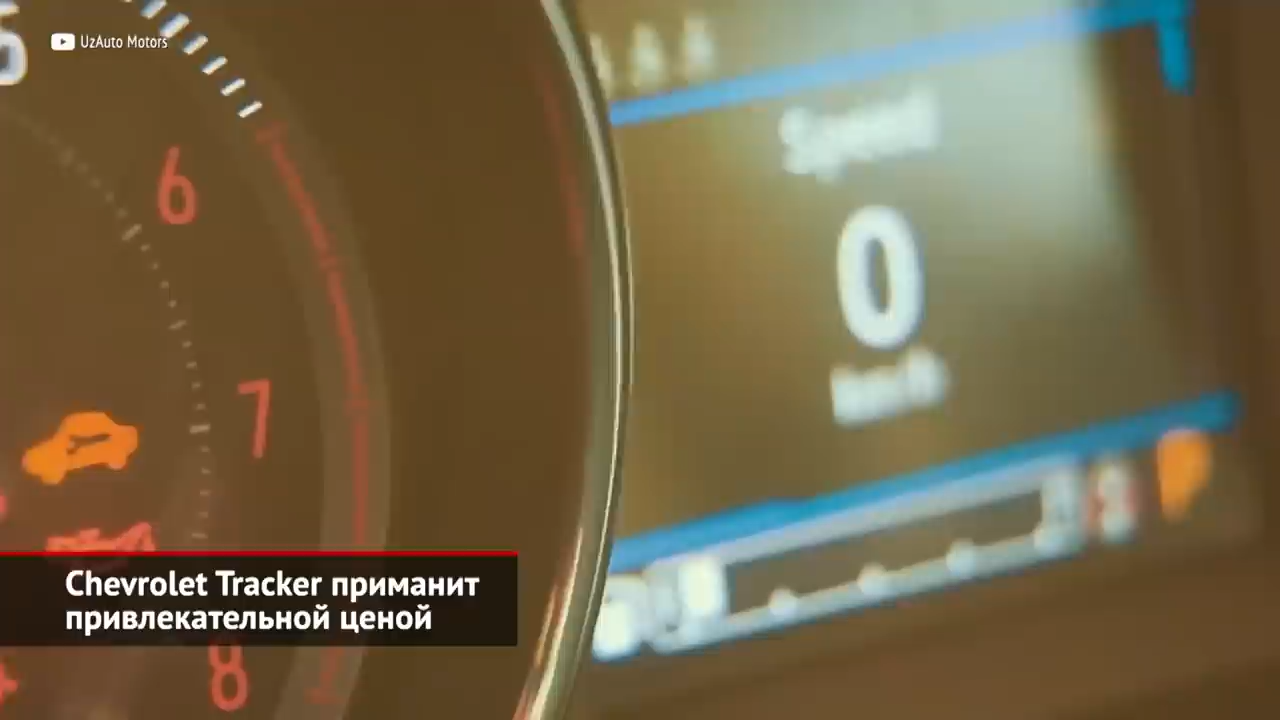 UzAuto Motors
6
7
8
Speed
0
km/h
Chevrolet Tracker приманит
привлекательной ценой